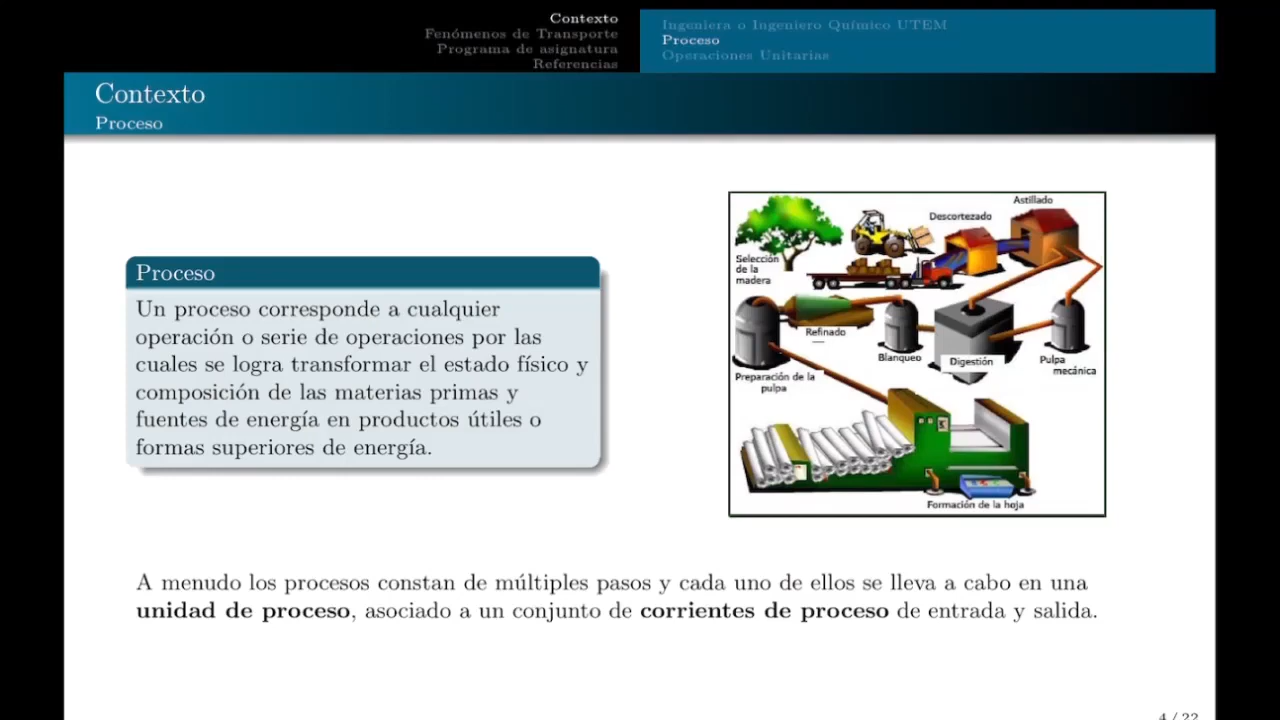 Contexto
Fenómenos de Transporte
Programa de asignatura
Referencias
Ingeniera o Ingeniero Químico UTEM
Proceso
Operaciones Unitarias
Contexto
Proceso
Proceso
Un proceso corresponde a cualquier
operación o serie de operaciones por las
cuales se logra transformar el estado físico y
composición de las materias primas y
fuentes de energía en productos útiles o
formas superiores de energía.
Astillado
Descortezado
Selección
de la
madera
Refinado
Blanqueo
Digestión
Pulpa
mecánica
Preparación de la
pulpa
Formación de la hoja
A menudo los procesos constan de múltiples pasos y cada uno de ellos se lleva a cabo en una
unidad de proceso, asociado a un conjunto de corrientes de proceso de entrada y salida.
4 / 22